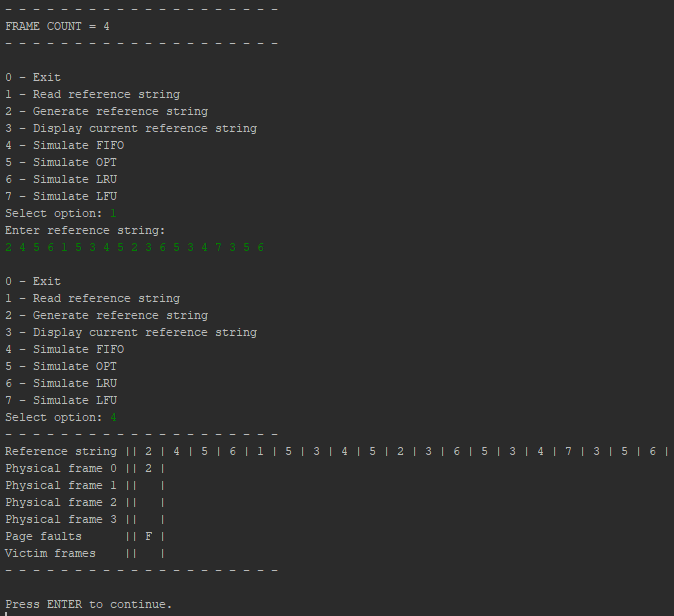 - - - - - - - - - - - - - - - - - - - -
FRAME COUNT = 4
- - - - - - - - - - - - - - - - - - - -
0 - Exit
1 - Read reference string
2 - Generate reference string
3 - Display current reference string
4 - Simulate FIFO
5 - Simulate OPT
6 - Simulate LRU
7 - Simulate LFU
Select option: 1
Enter reference string:
2 4 5 6 1 5 3 4 5 2 3 6 5 3 4 7 3 5 6
0 - Exit
1 - Read reference string
2 - Generate reference string
3 - Display current reference string
4 - Simulate FIFO
5 - Simulate OPT
6 - Simulate LRU
7 - Simulate LFU
Select option: 4
- - - - - - - - - - - - - - - - - - - -
Reference string || 2 | 4 | 5 | 6 | 1 | 5 | 3 | 4 | 5 | 2 | 3 | 6 | 5 | 3 | 4 | 7 | 3 | 5 | 6 |
Physical frame 0 || 2 |
Physical frame 1 ||   |
Physical frame 2 ||   |
Physical frame 3 ||   |
Page faults      || F |
Victim frames    ||   |
- - - - - - - - - - - - - - - - - - - -
Press ENTER to continue.